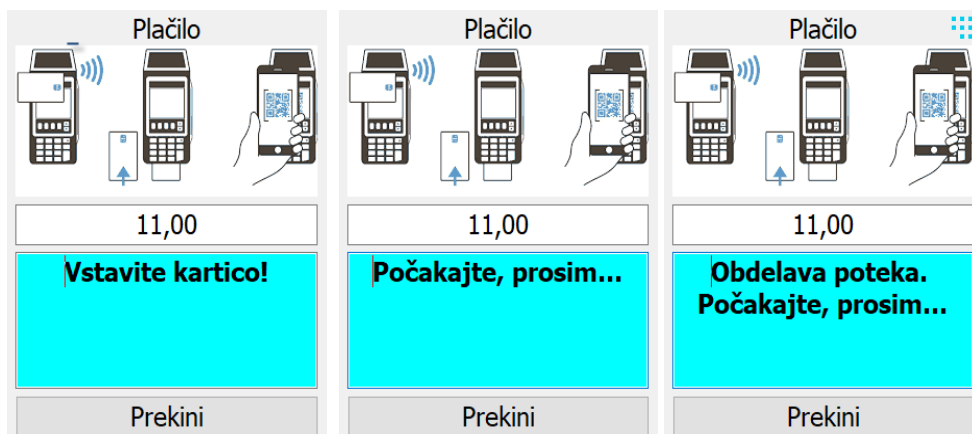 Plačilo
11,00
Vstavite kartico!
Prekini
Plačilo
11,00
Počakajte, prosim...
Prekini
Plačilo
11,00
Obdelava poteka.
Počakajte, prosim...
Prekini